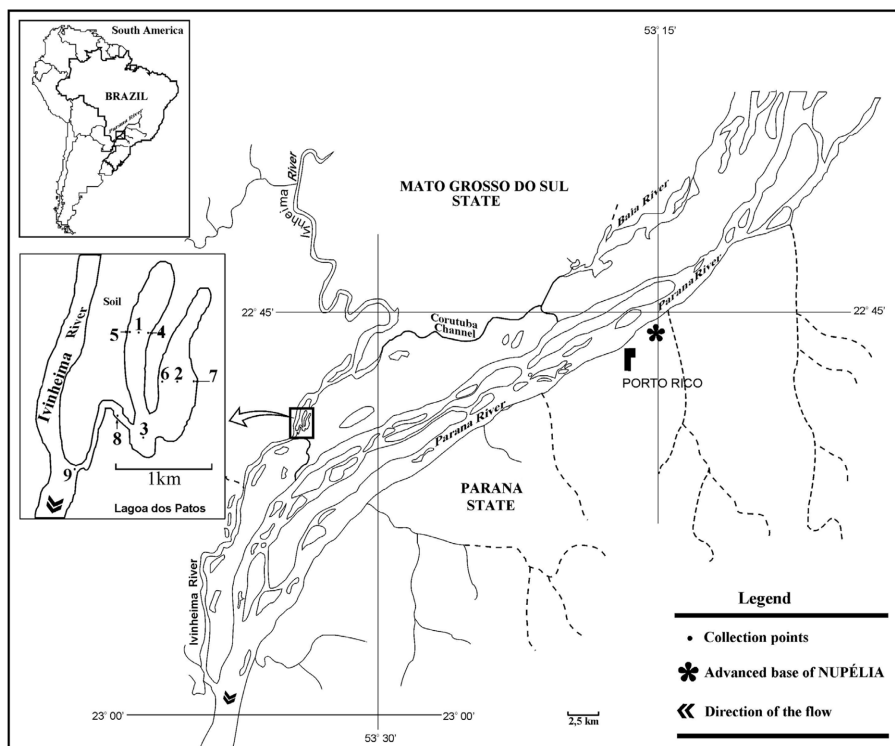 South America
BRAZIL
Parana River
Soil
Ivinheima River
5
1
4
6
2
7
8
3
9
1km
Lagoa dos Patos
53° 15'
MATO GROSSO DO SUL
STATE
Ivinheima River
Baia River
Parana River
22° 45'
22° 45'
Corutuba
Channel
PORTO RICO
Parana River
PARANA
STATE
Ivinheima River
23° 00'
23° 00'
53° 30'
2,5 km
Legend
Collection points
Advanced base of NUPÉLIA
Direction of the flow